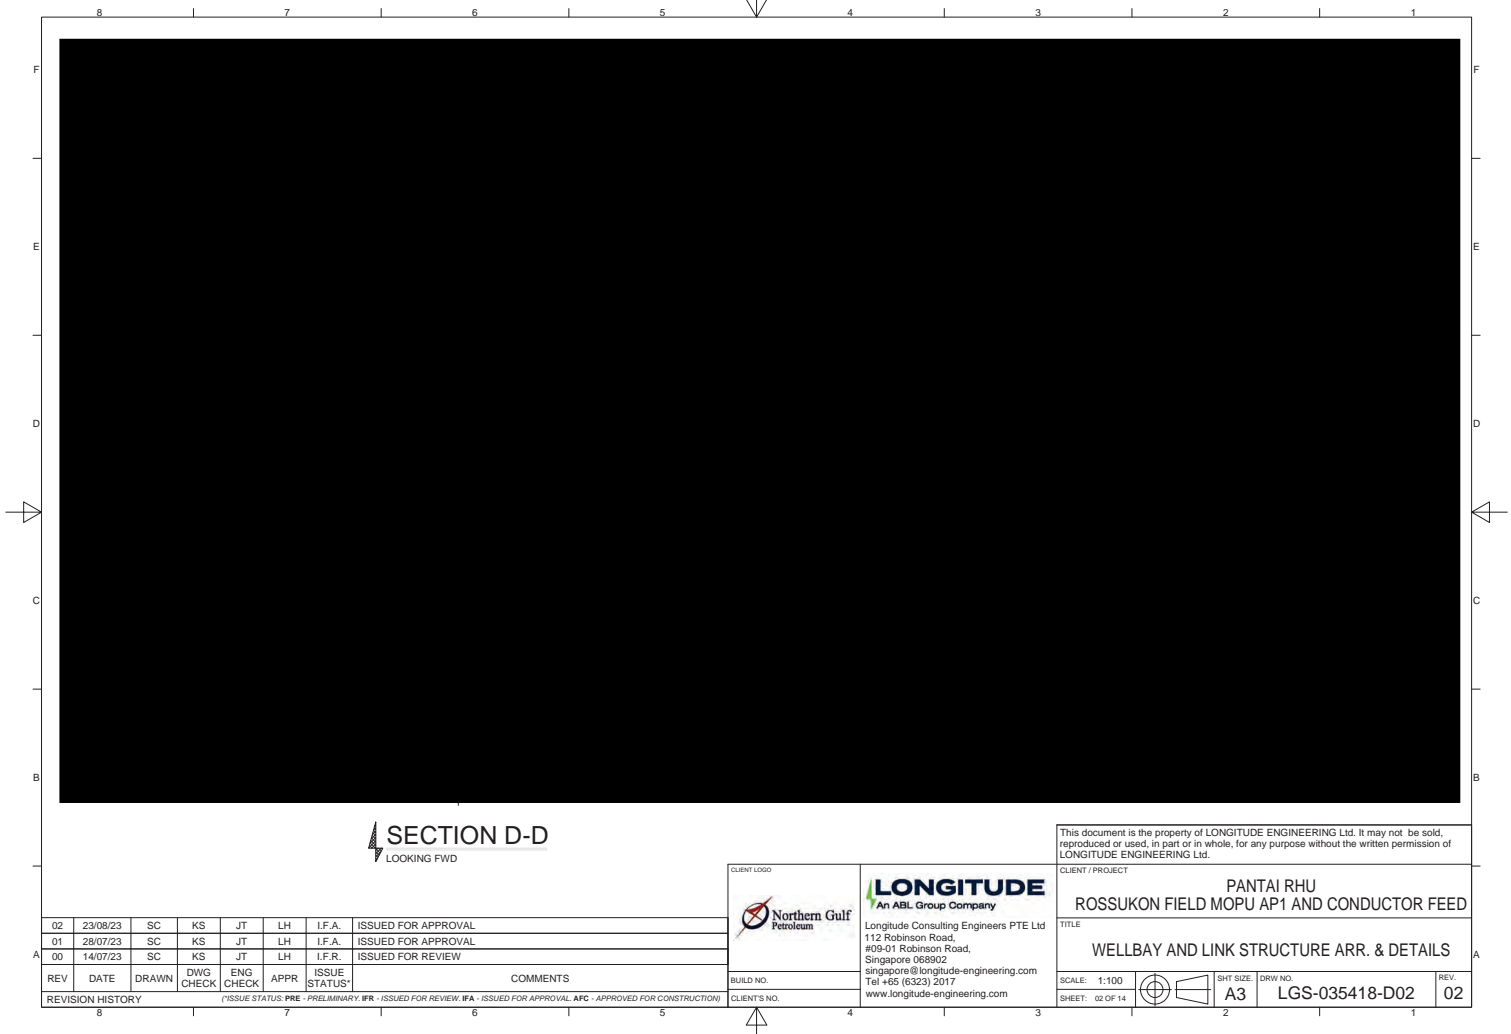 8 7 6 5 4 3 2 1
F F
E E
D D
C C
B B
SECTION D-D
LOOKING FWD
This document is the property of LONGITUDE ENGINEERING Ltd. It may not be sold,
reproduced or used, in part or in whole, for any purpose without the written permission of
LONGITUDE ENGINEERING Ltd.
CLIENT LOGO
Northern Gulf
Petroleum
LONGITUDE
An ABL Group Company
Longitude Consulting Engineers PTE Ltd
112 Robinson Road,
#09-01 Robinson Road,
Singapore 068902
singapore@longitude-engineering.com
Tel +65 (6323) 2017
www.longitude-engineering.com
CLIENT / PROJECT
PANTAI RHU
ROSSUKON FIELD MOPU AP1 AND CONDUCTOR FEED
TITLE
WELLBAY AND LINK STRUCTURE ARR. & DETAILS
A A
02 23/08/23 SC KS JT LH I.F.A. ISSUED FOR APPROVAL
01 28/07/23 SC KS JT LH I.F.A. ISSUED FOR APPROVAL
00 14/07/23 SC KS JT LH I.F.R. ISSUED FOR REVIEW
REV DATE DRAWN DWG CHECK ENG CHECK APPR ISSUE STATUS* COMMENTS
REVISION HISTORY (*ISSUE STATUS: PRE - PRELIMINARY. IFR - ISSUED FOR REVIEW. IFA - ISSUED FOR APPROVAL. AFC - APPROVED FOR CONSTRUCTION)
BUILD NO.
CLIENT'S NO.
SCALE: 1:100
SHEET: 02 OF 14
SHT SIZE.
A3
DRW NO.
LGS-035418-D02
REV.
02
8 7 6 5 4 3 2 1